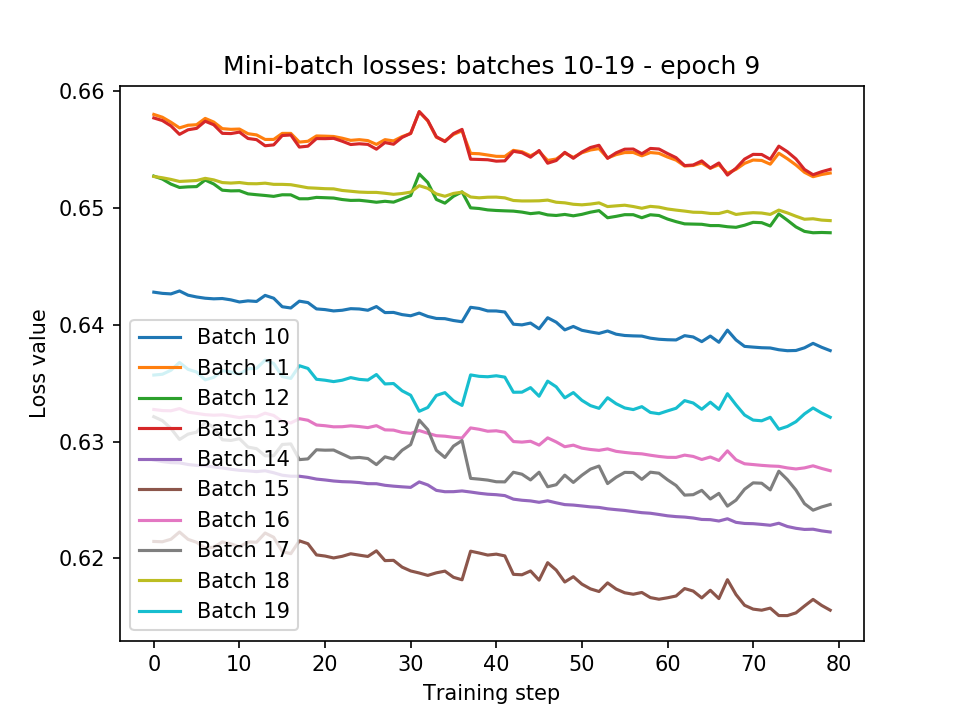 Mini-batch losses: batches 10-19 - epoch 9
0.66
0.65
0.64
0.63
0.62
Loss value
Batch 10
Batch 11
Batch 12
Batch 13
Batch 14
Batch 15
Batch 16
Batch 17
Batch 18
Batch 19
0 10 20 30 40 50 60 70 80
Training step